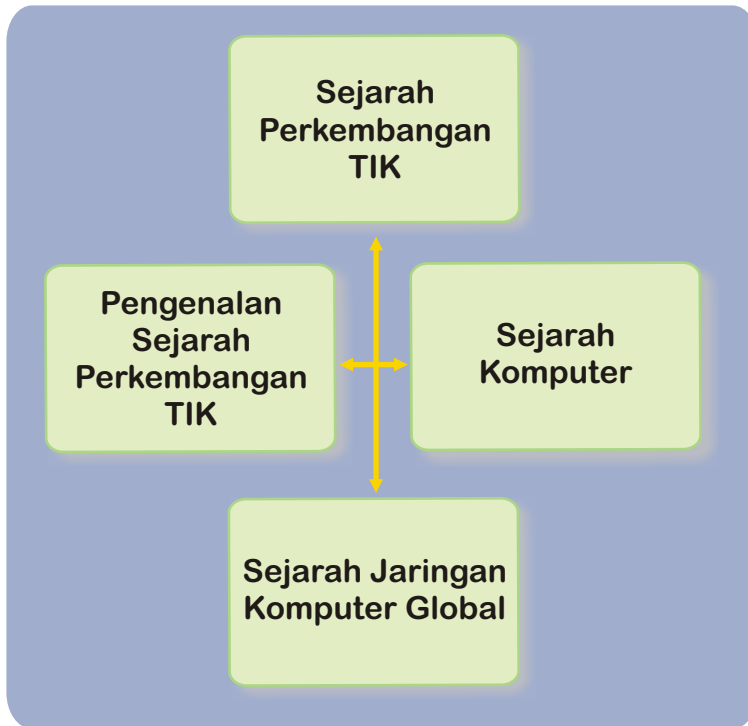 Sejarah
Perkembangan
TIK
Pengenalan
Sejarah
Perkembangan
TIK
Sejarah
Komputer
Sejarah Jaringan
Komputer Global